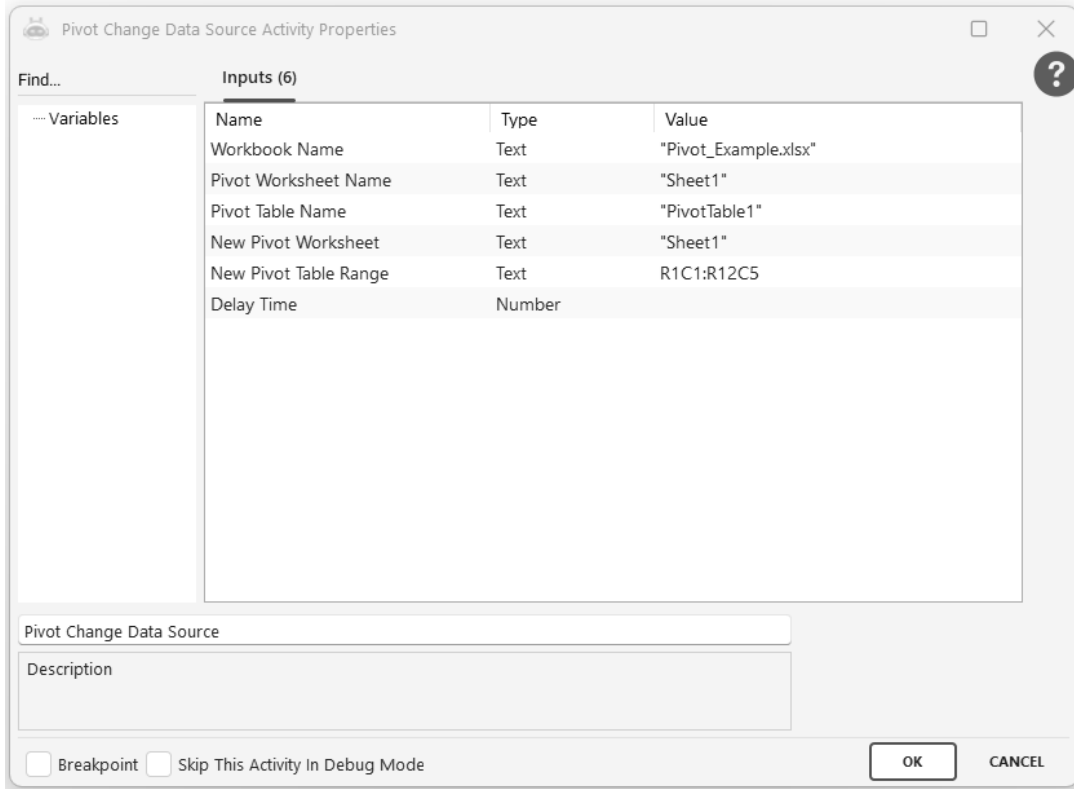 Pivot Change Data Source Activity Properties
Find...
Inputs (6)
?
Variables
Name Type Value
Workbook Name Text "Pivot_Example.xlsx"
Pivot Worksheet Name Text "Sheet1"
Pivot Table Name Text "PivotTable1"
New Pivot Worksheet Text "Sheet1"
New Pivot Table Range Text R1C1:R12C5
Delay Time Number
Pivot Change Data Source
Description
Breakpoint Skip This Activity In Debug Mode OK CANCEL